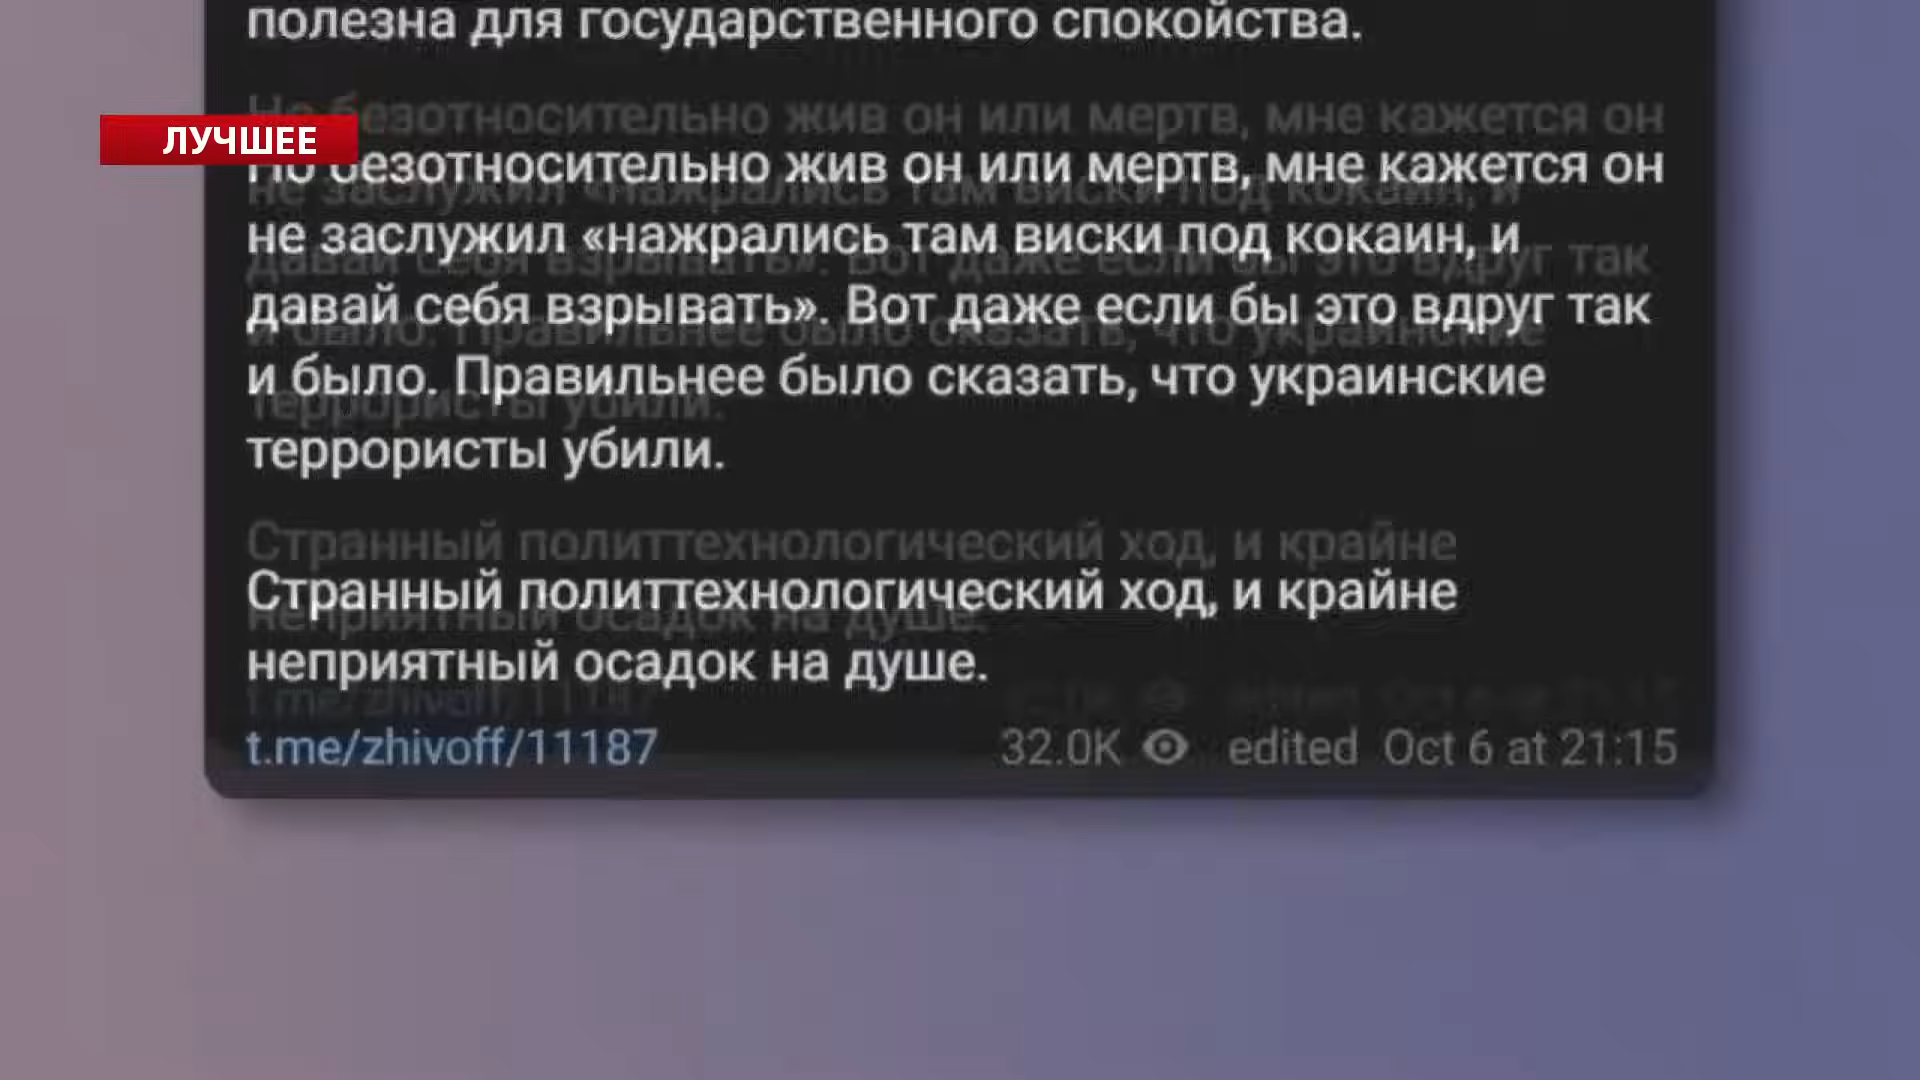 полезна для государственного спокойства.
ЛУЧШЕЕ
Но безотносительно жив он или мертв, мне кажется он
не заслужил «нажрались там виски под кокаин, и
давай себя взрывать». Вот даже если бы это вдруг так
и было. Правильнее было сказать, что украинские
террористы убили.
Странный политтехнологический ход, и крайне
неприятный осадок на душе.
t.me/zhivoff/11187 32.0K edited Oct 6 at 21:15